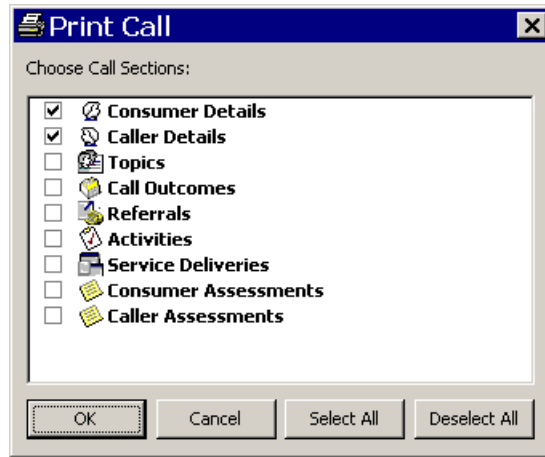 Print Call
Choose Call Sections:
Consumer Details
Caller Details
Topics
Call Outcomes
Referrals
Activities
Service Deliveries
Consumer Assessments
Caller Assessments
OK Cancel Select All Deselect All